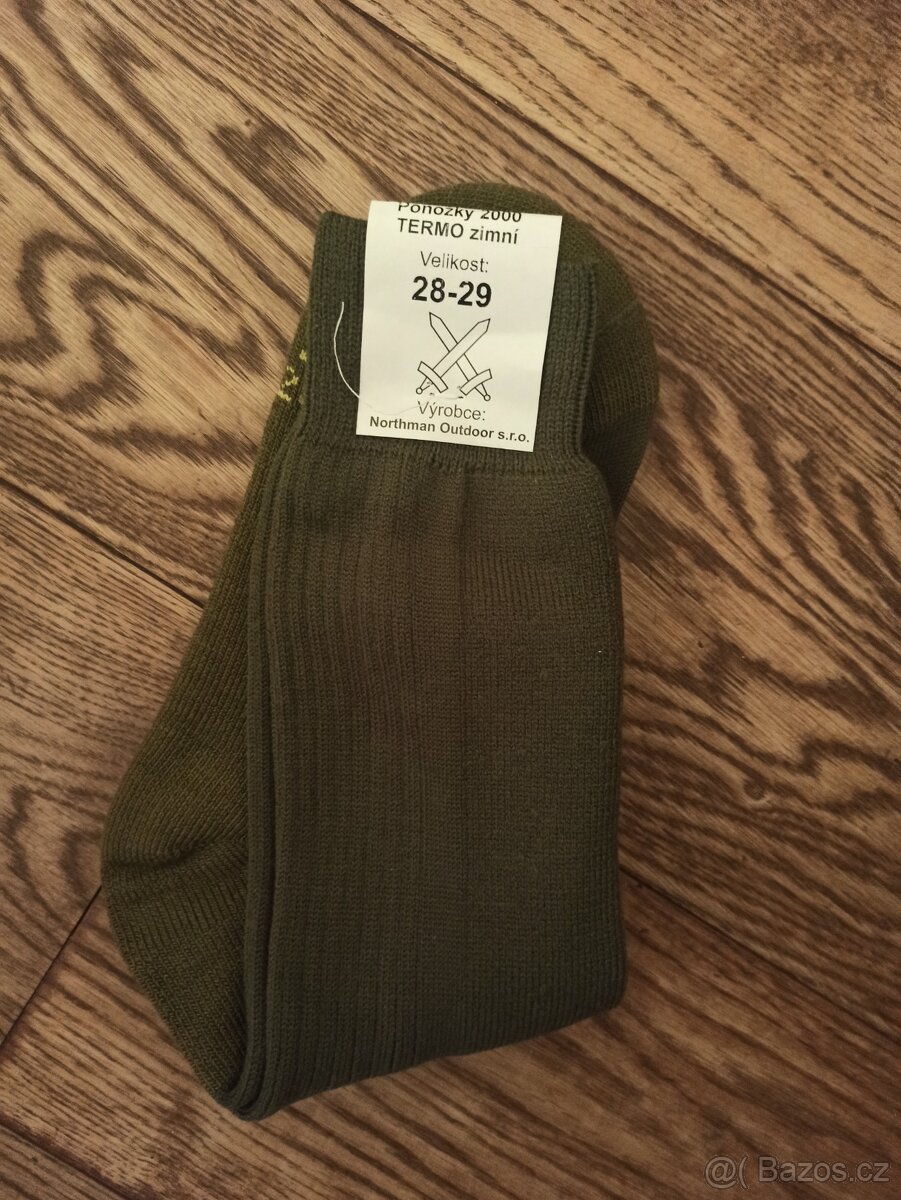 Ponožky 2000
TERMO zimní
Velikost:
28-29
Výrobce:
Northman Outdoor s.r.o.
@( Bazos.cz